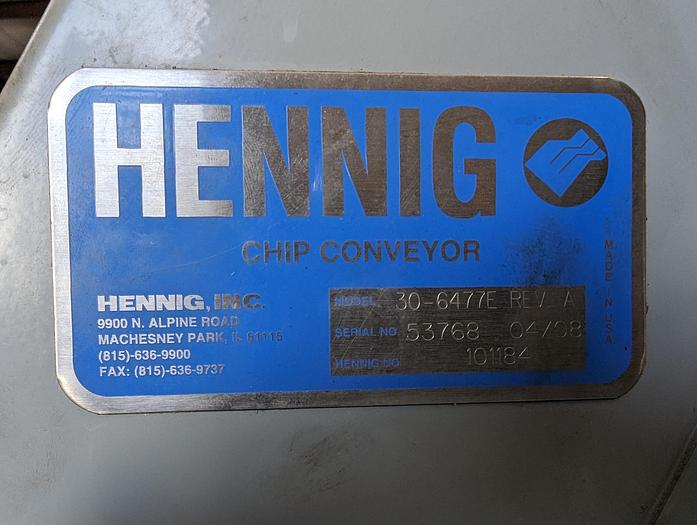 HENNIG
CHIP CONVEYOR
HENNIG, INC.
9900 N. ALPINE ROAD
MACHESNEY PARK, IL 61115
(815)-636-9900
FAX: (815)-636-9737
MODEL 30-6477E REV A
SERIAL NO 53768 04/08
HENNIG NO 101184
MADE IN USA